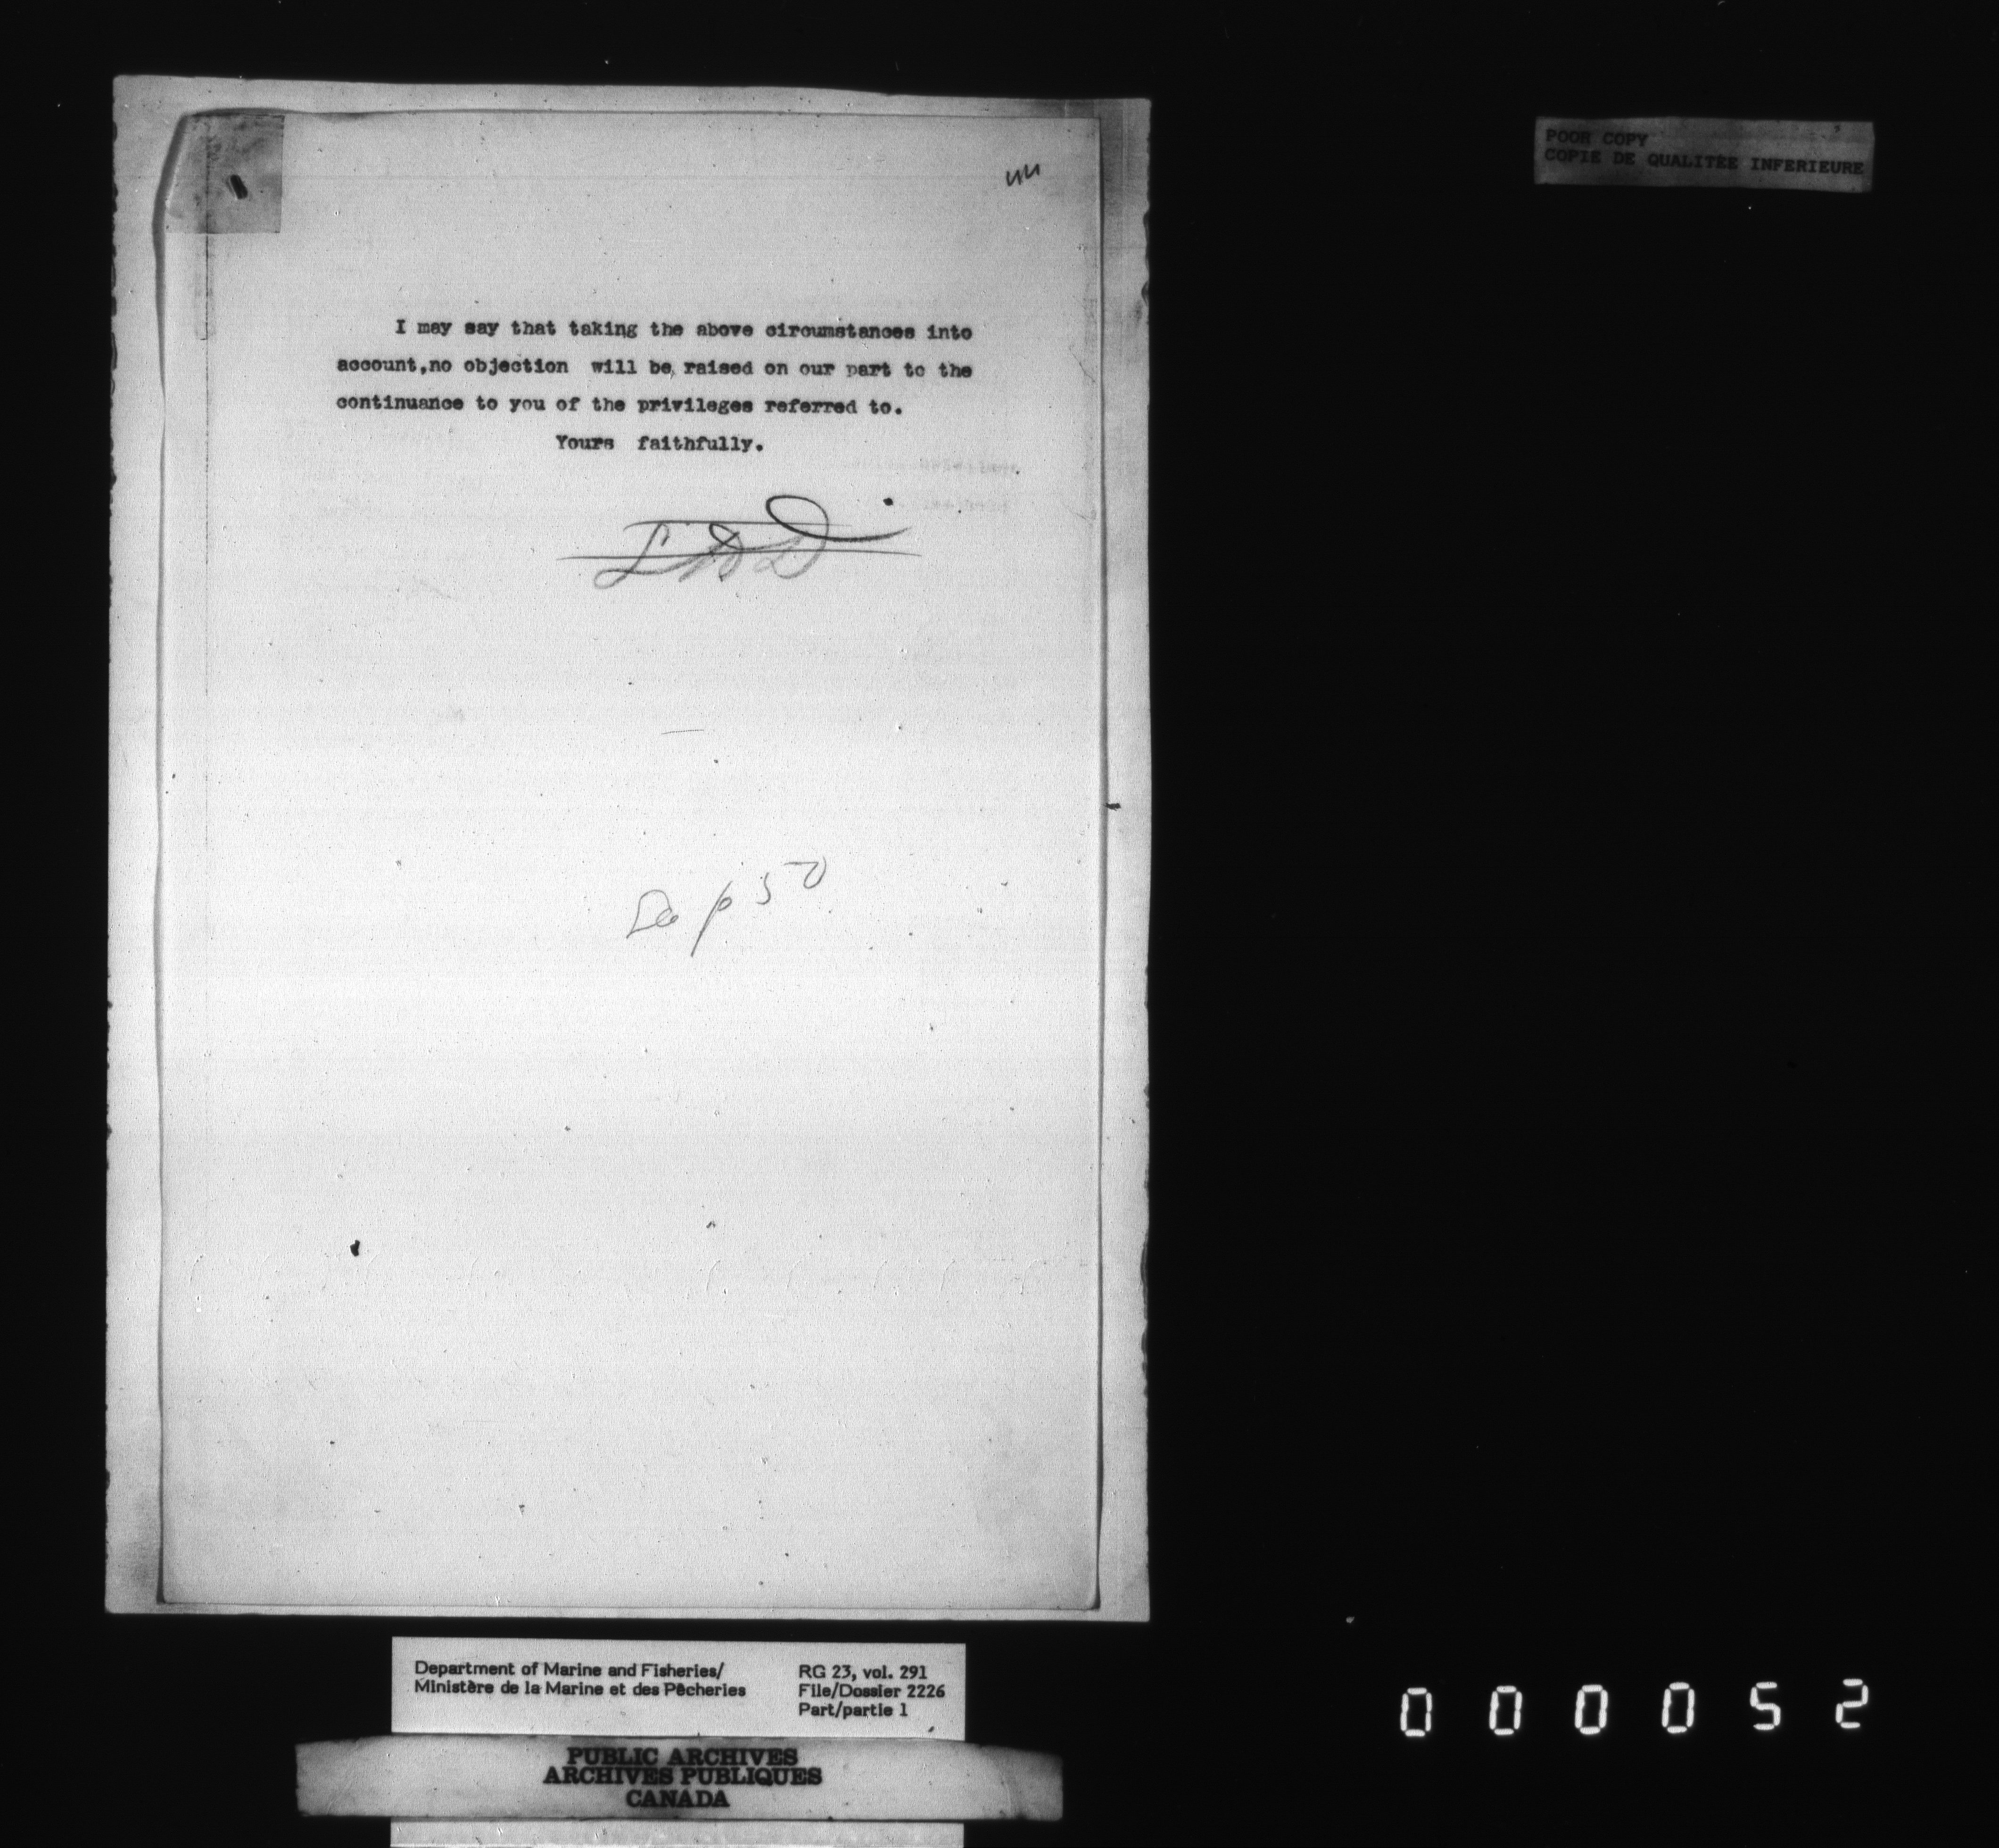 44
POOR COPY
COPIE DE QUALITEE INFERIEURE
I may say that taking the above circumstances into
account,no objection will be raised on our part to the
continuance to you of the privileges referred to.
Yours faithfully.
p 50
Department of Marine and Fisheries/
Ministère de la Marine et des Pêcheries
RG 23, vol. 291
File/Dossier 2226
Part/partie 1
PUBLIC ARCHIVES
ARCHIVES PUBLIQUES
CANADA
000052